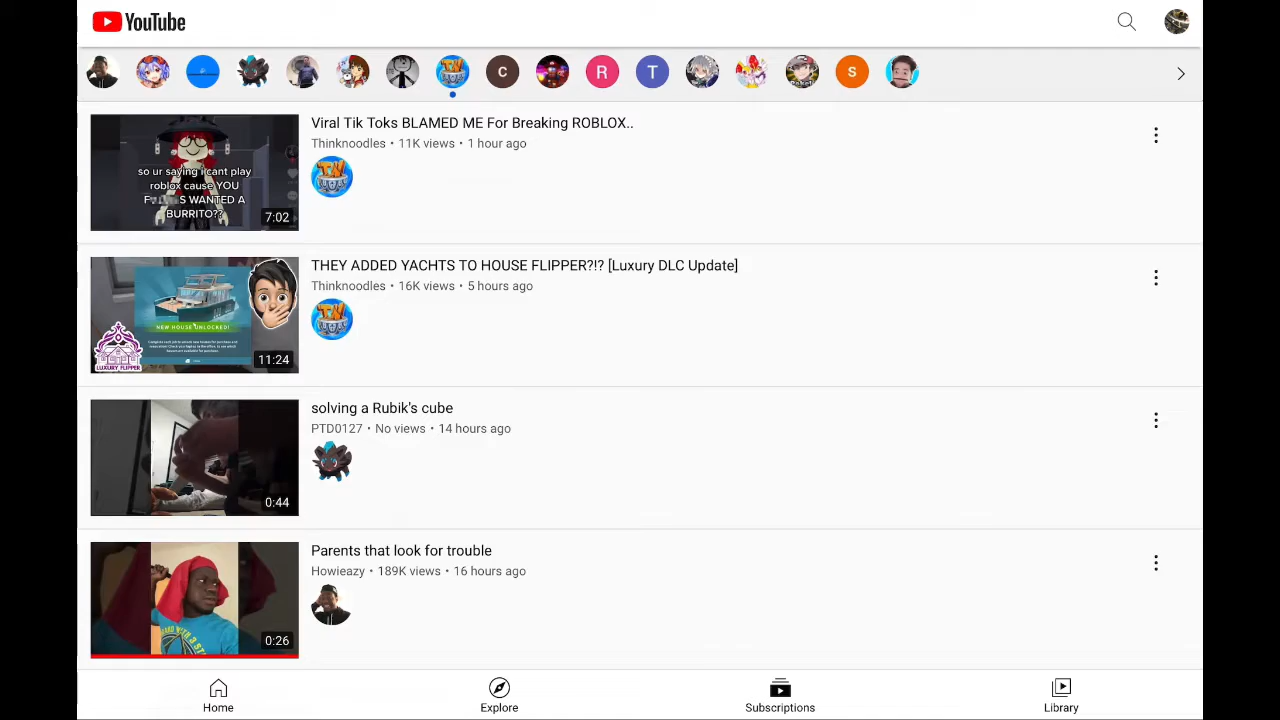 YouTube
C
R
T
S
so ur saying i cant play
roblox cause YOU
S WANTED A
BURRITO??
7:02
Viral Tik Toks BLAMED ME For Breaking ROBLOX..
Thinknoodles • 11K views • 1 hour ago
TN
NEW HOUSE UNLOCKED!
LUXURY FLIPPER
11:24
THEY ADDED YACHTS TO HOUSE FLIPPER?!? [Luxury DLC Update]
Thinknoodles • 16K views • 5 hours ago
TN
0:44
solving a Rubik's cube
PTD0127 • No views • 14 hours ago
0:26
Parents that look for trouble
Howieazy • 189K views • 16 hours ago
Home
Explore
Subscriptions
Library